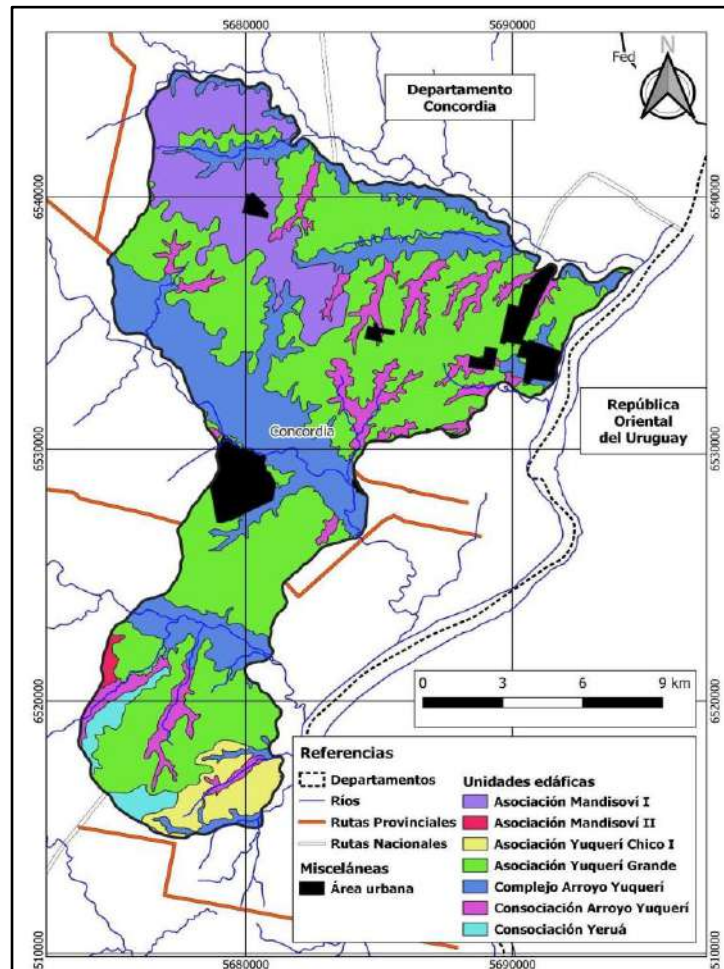 5680000
5690000
Fed
N
Departamento
Concordia
6540000
6540000
República
Oriental
del Uruguay
Concordia
6530000
6530000
0
3
6
9 km
6520000
6520000
Referencias
Departamentos
Ríos
Rutas Provinciales
Rutas Nacionales
Misceláneas
Área urbana
Unidades edáficas
Asociación Mandisoví I
Asociación Mandisoví II
Asociación Yuquerí Chico I
Asociación Yuquerí Grande
Complejo Arroyo Yuquerí
Consociación Arroyo Yuquerí
Consociación Yeruá
6510000
6510000
5680000
5690000